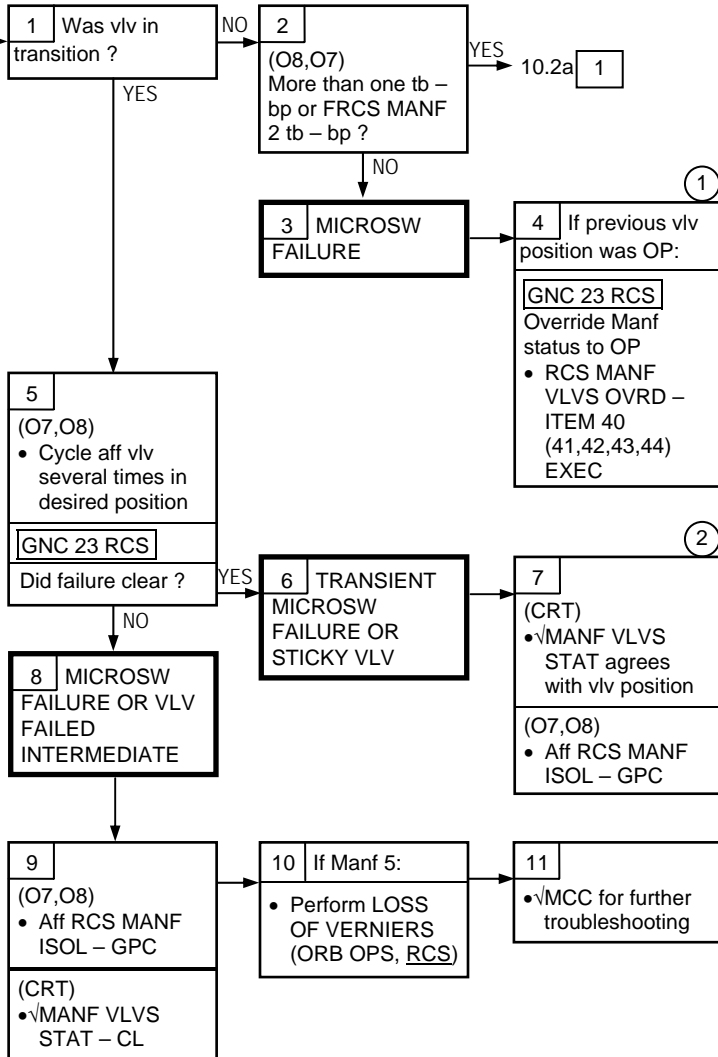 1 Was vlv in
transition ?
NO
YES
2
(O8,O7)
More than one tb –
bp or FRCS MANF
2 tb – bp ?
YES
10.2a 1
NO
3 MICROSW
FAILURE
1
4 If previous vlv
position was OP:
GNC 23 RCS
Override Manf
status to OP
• RCS MANF
VLVS OVRD –
ITEM 40
(41,42,43,44)
EXEC
5
(O7,O8)
• Cycle aff vlv
several times in
desired position
GNC 23 RCS
Did failure clear ?
YES
NO
6 TRANSIENT
MICROSW
FAILURE OR
STICKY VLV
2
7
(CRT)
•√MANF VLVS
STAT agrees
with vlv position
(O7,O8)
• Aff RCS MANF
ISOL – GPC
8 MICROSW
FAILURE OR VLV
FAILED
INTERMEDIATE
9
(O7,O8)
• Aff RCS MANF
ISOL – GPC
(CRT)
•√MANF VLVS
STAT – CL
10 If Manf 5:
• Perform LOSS
OF VERNIERS
(ORB OPS, RCS)
11
•√MCC for further
troubleshooting